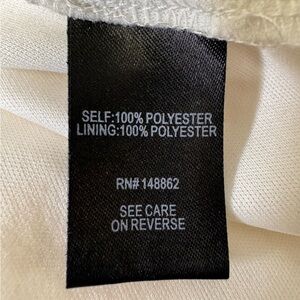 SELF:100% POLYESTER
LINING:100% POLYESTER
RN# 148862
SEE CARE
ON REVERSE